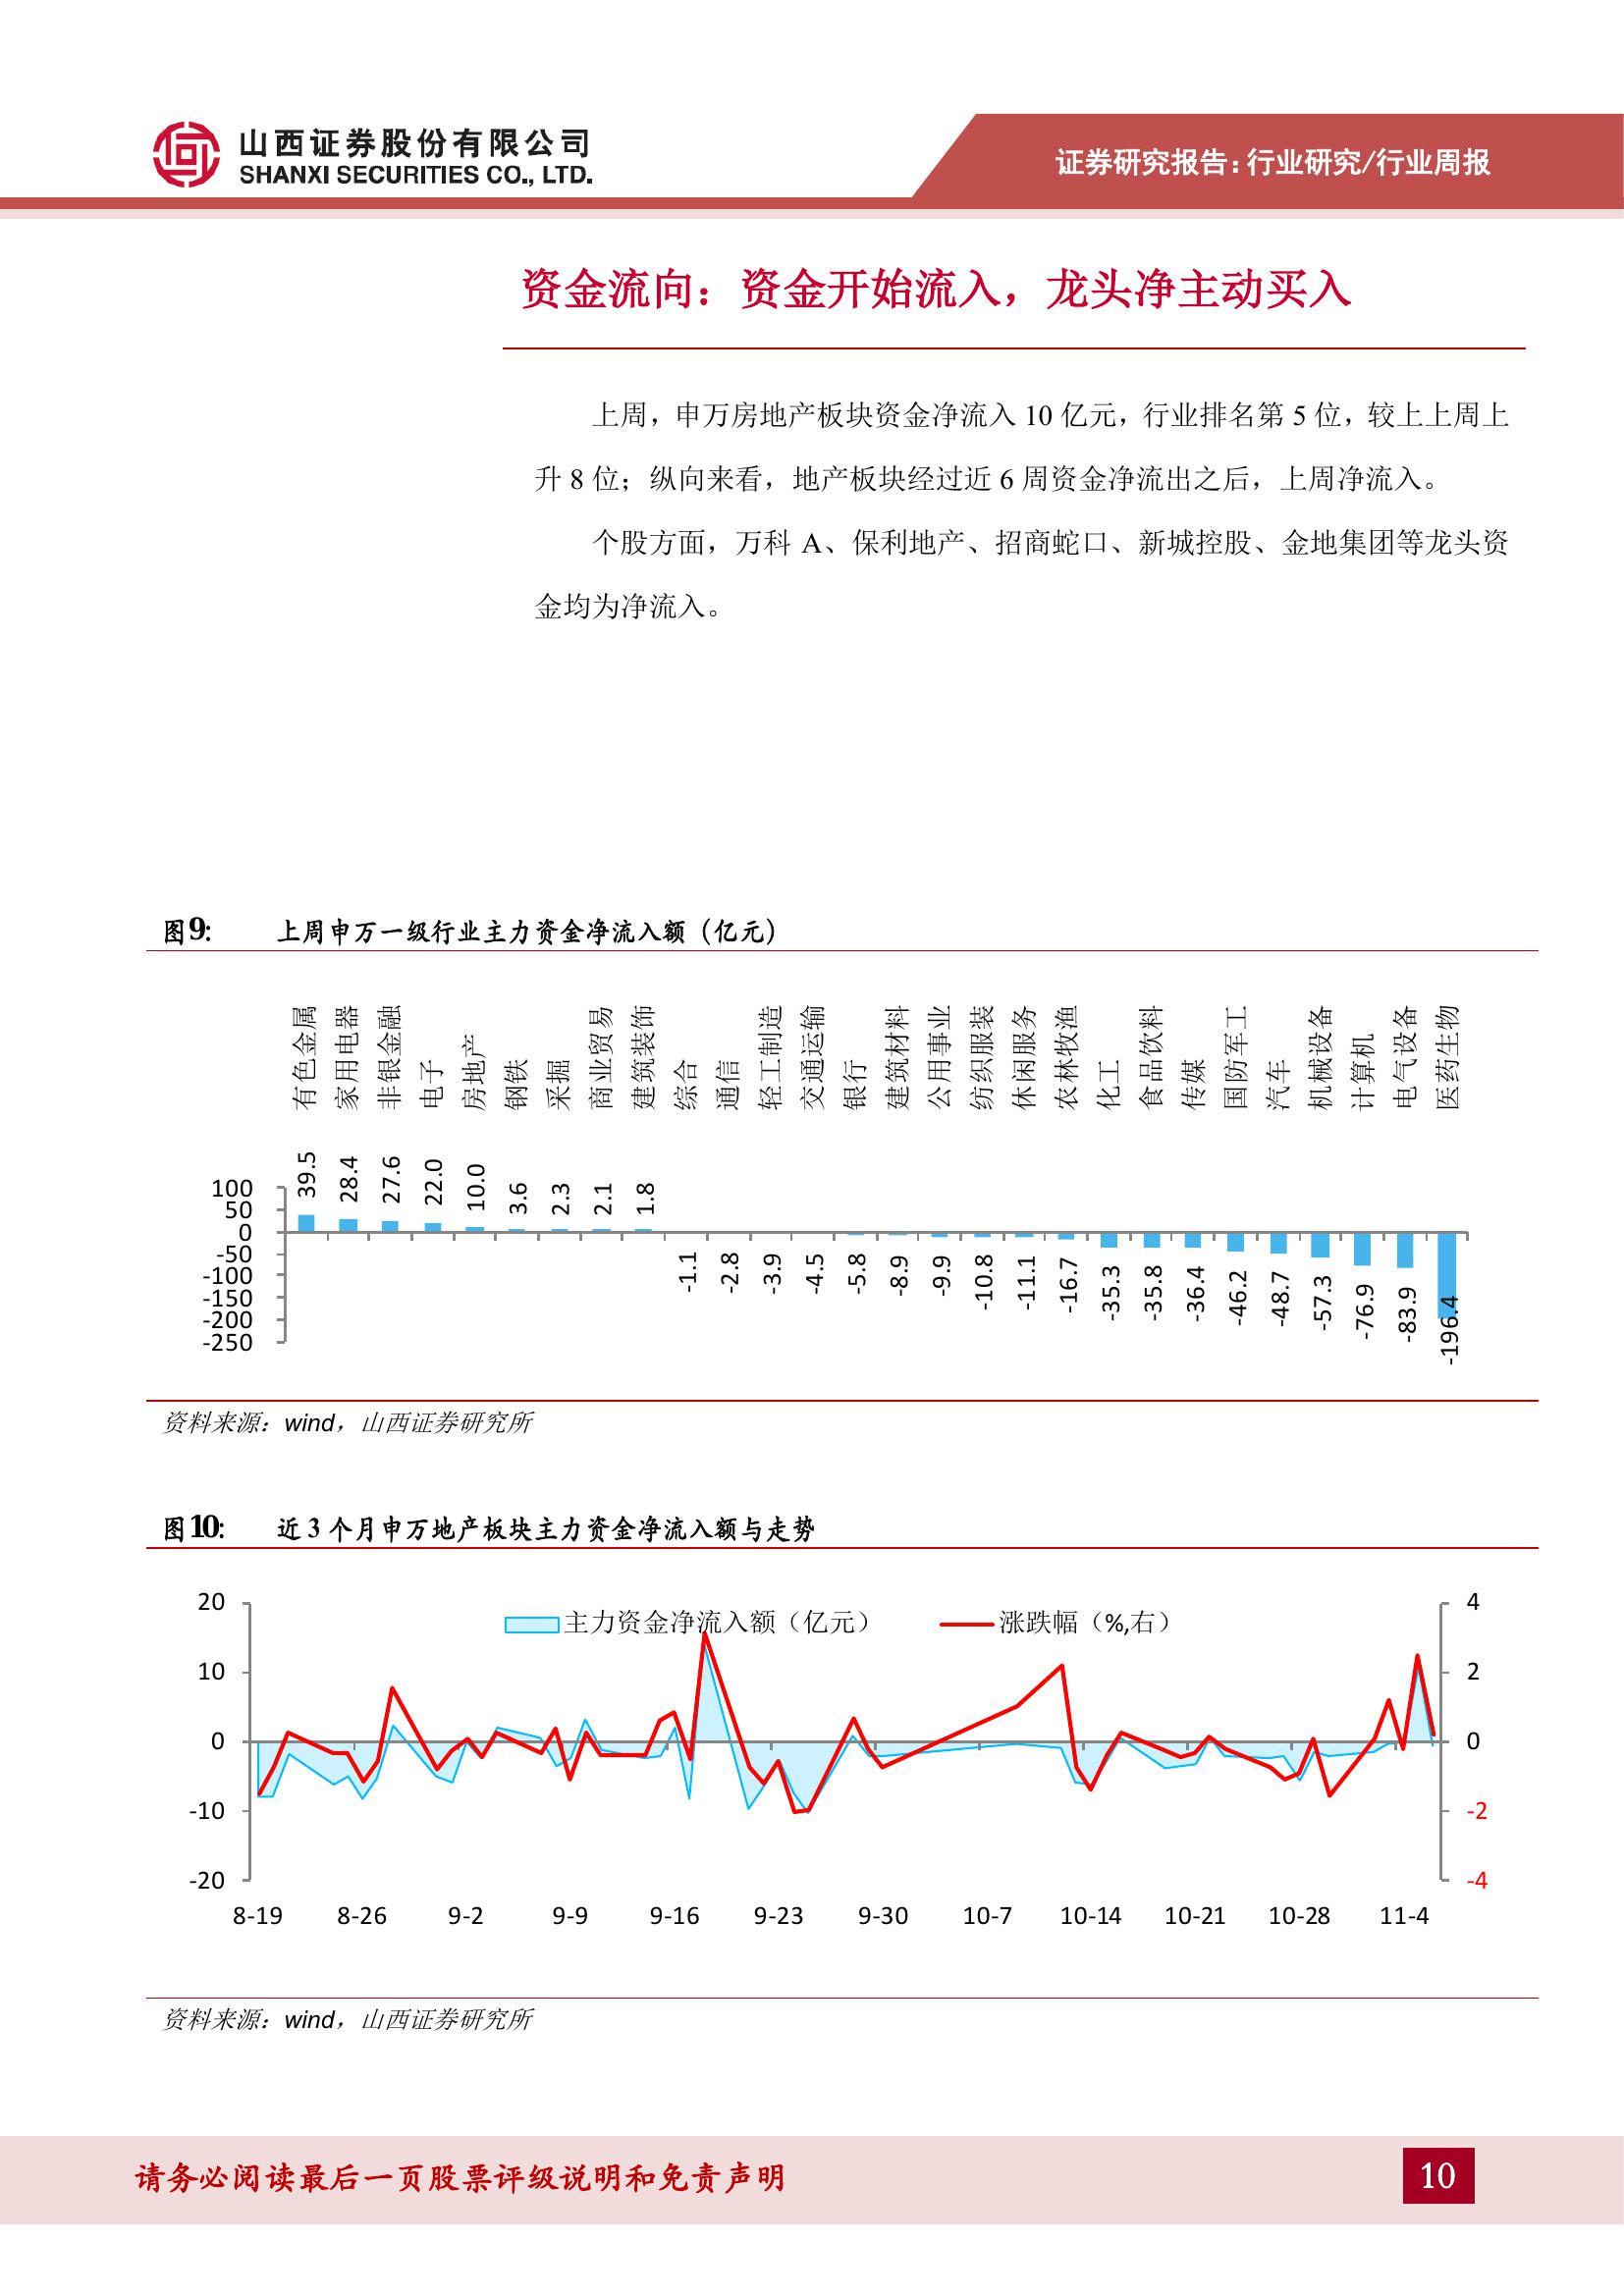 山西证券股份有限公司
SHANXI SECURITIES CO., LTD.
证券研究报告：行业研究/行业周报
资金流向：资金开始流入，龙头净主动买入
上周，申万房地产板块资金净流入 10 亿元，行业排名第 5 位，较上上周上
升 8 位；纵向来看，地产板块经过近 6 周资金净流出之后，上周净流入。
个股方面，万科 A、保利地产、招商蛇口、新城控股、金地集团等龙头资
金均为净流入。
图9: 上周申万一级行业主力资金净流入额（亿元）
有色金属 家用电器 非银金融 电子 房地产 钢铁 采掘 商业贸易 建筑装饰 综合 通信 轻工制造 交通运输 银行 建筑材料 公用事业 纺织服装 休闲服务 农林牧渔 化工 食品饮料 传媒 国防军工 汽车 机械设备 计算机 电气设备 医药生物
39.5 28.4 27.6 22.0 10.0 3.6 2.3 2.1 1.8 -1.1 -2.8 -3.9 -4.5 -5.8 -8.9 -9.9 -10.8 -11.1 -16.7 -35.3 -35.8 -36.4 -46.2 -48.7 -57.3 -76.9 -83.9 -196.4
100
50
0
-50
-100
-150
-200
-250
资料来源：wind，山西证券研究所
图10: 近 3 个月申万地产板块主力资金净流入额与走势
主力资金净流入额（亿元） 涨跌幅（%,右）
20 4
10 2
0 0
-10 -2
-20 -4
8-19 8-26 9-2 9-9 9-16 9-23 9-30 10-7 10-14 10-21 10-28 11-4
资料来源：wind，山西证券研究所
请务必阅读最后一页股票评级说明和免责声明 10